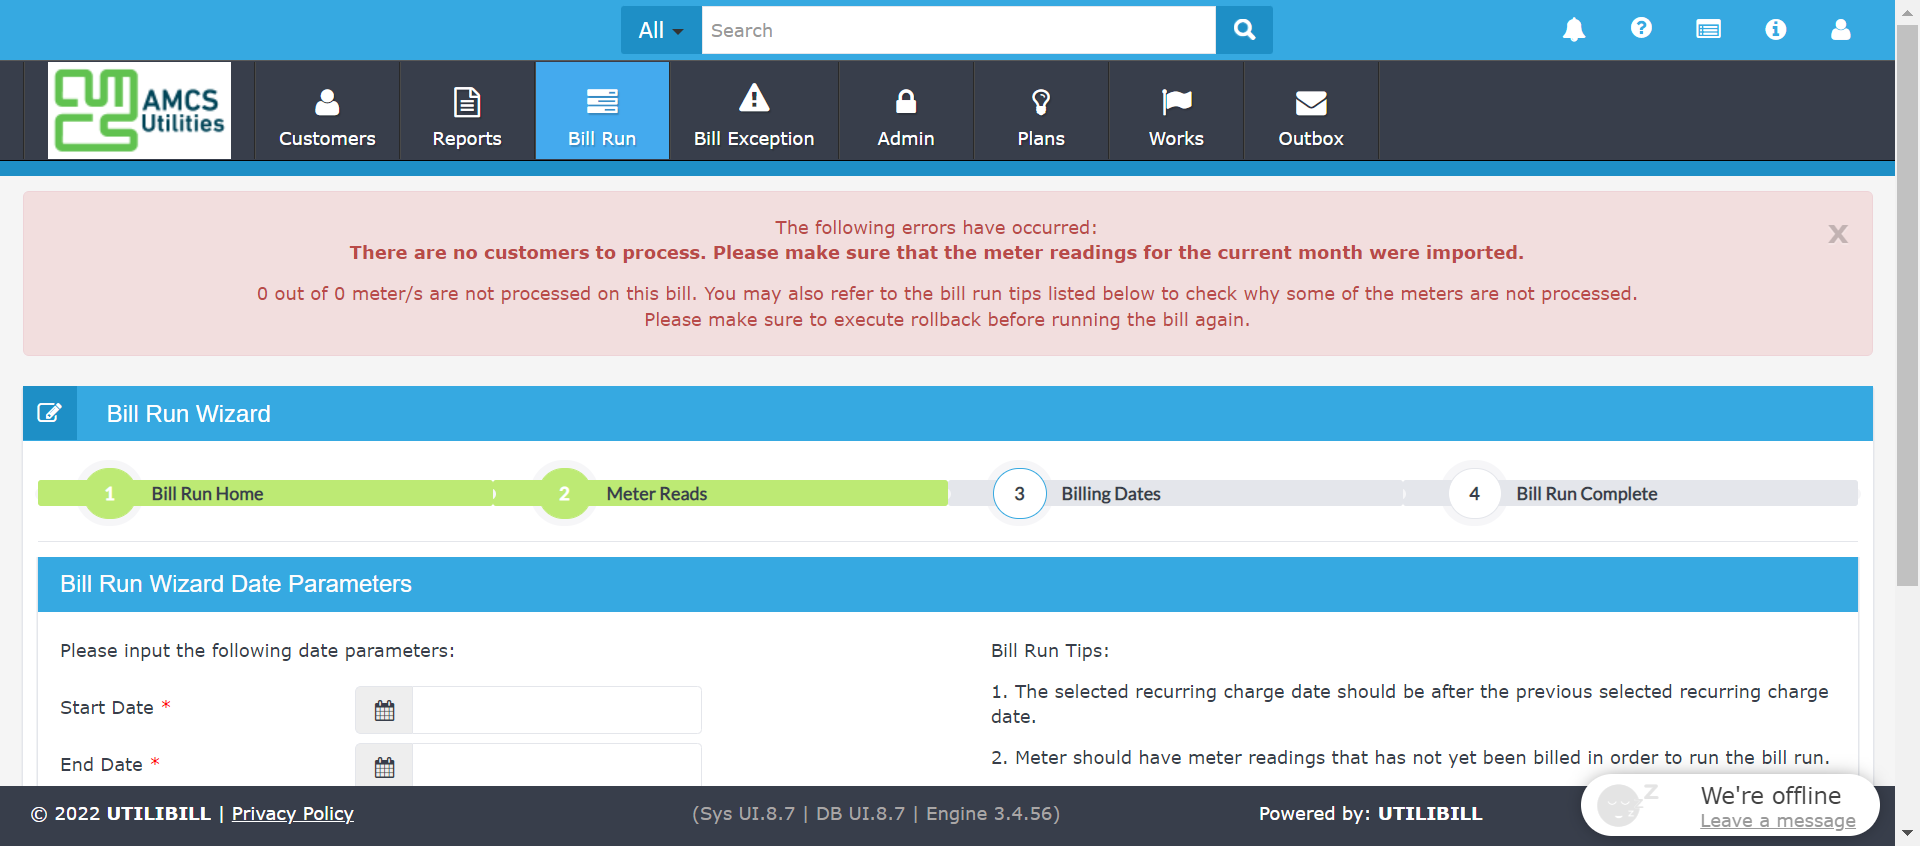 All
Search
AMCS
Utilities
Customers
Reports
Bill Run
Bill Exception
Admin
Plans
Works
Outbox
The following errors have occurred:
There are no customers to process. Please make sure that the meter readings for the current month were imported.
0 out of 0 meter/s are not processed on this bill. You may also refer to the bill run tips listed below to check why some of the meters are not processed.
Please make sure to execute rollback before running the bill again.
x
Bill Run Wizard
1 Bill Run Home
2 Meter Reads
3 Billing Dates
4 Bill Run Complete
Bill Run Wizard Date Parameters
Please input the following date parameters:
Start Date *
End Date *
Bill Run Tips:
1. The selected recurring charge date should be after the previous selected recurring charge
date.
2. Meter should have meter readings that has not yet been billed in order to run the bill run.
© 2022 UTILIBILL | Privacy Policy
(Sys UI.8.7 | DB UI.8.7 | Engine 3.4.56)
Powered by: UTILIBILL
We're offline
Leave a message